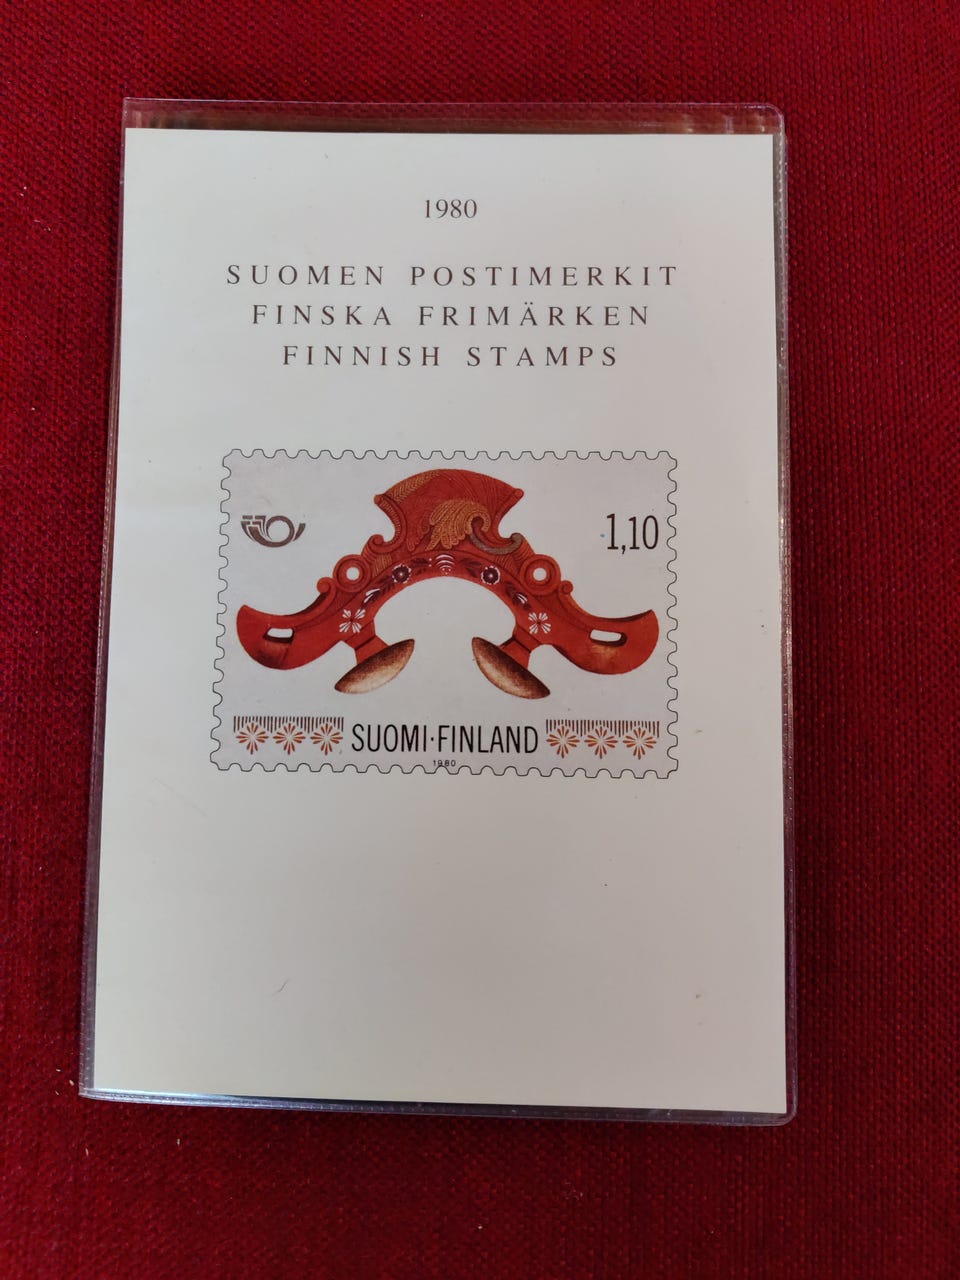 1980
SUOMEN POSTIMERKIT
FINSKA FRIMÄRKEN
FINNISH STAMPS
1,10
SUOMI·FINLAND
1980